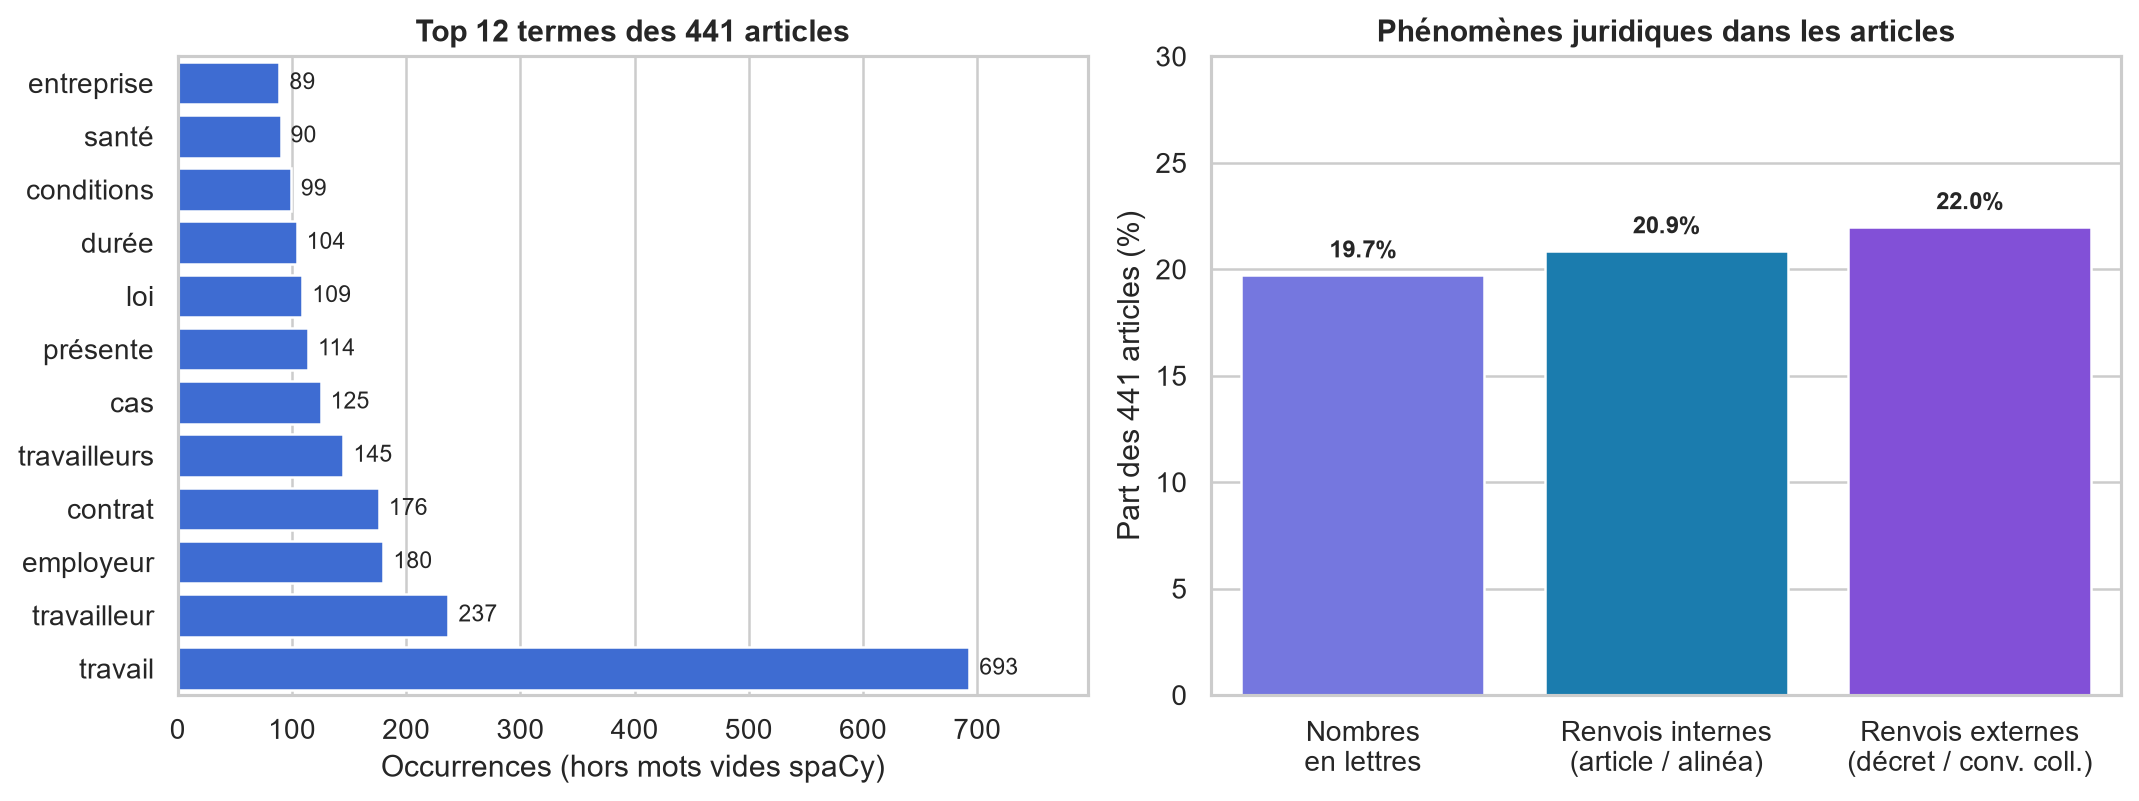 Top 12 termes des 441 articles
entreprise 89
santé 90
conditions 99
durée 104
loi 109
présente 114
cas 125
travailleurs 145
contrat 176
employeur 180
travailleur 237
travail 693
0 100 200 300 400 500 600 700
Occurrences (hors mots vides spaCy)
Phénomènes juridiques dans les articles
Part des 441 articles (%)
30
25
20
15
10
5
0
19.7%
20.9%
22.0%
Nombres
en lettres
Renvois internes
(article / alinéa)
Renvois externes
(décret / conv. coll.)